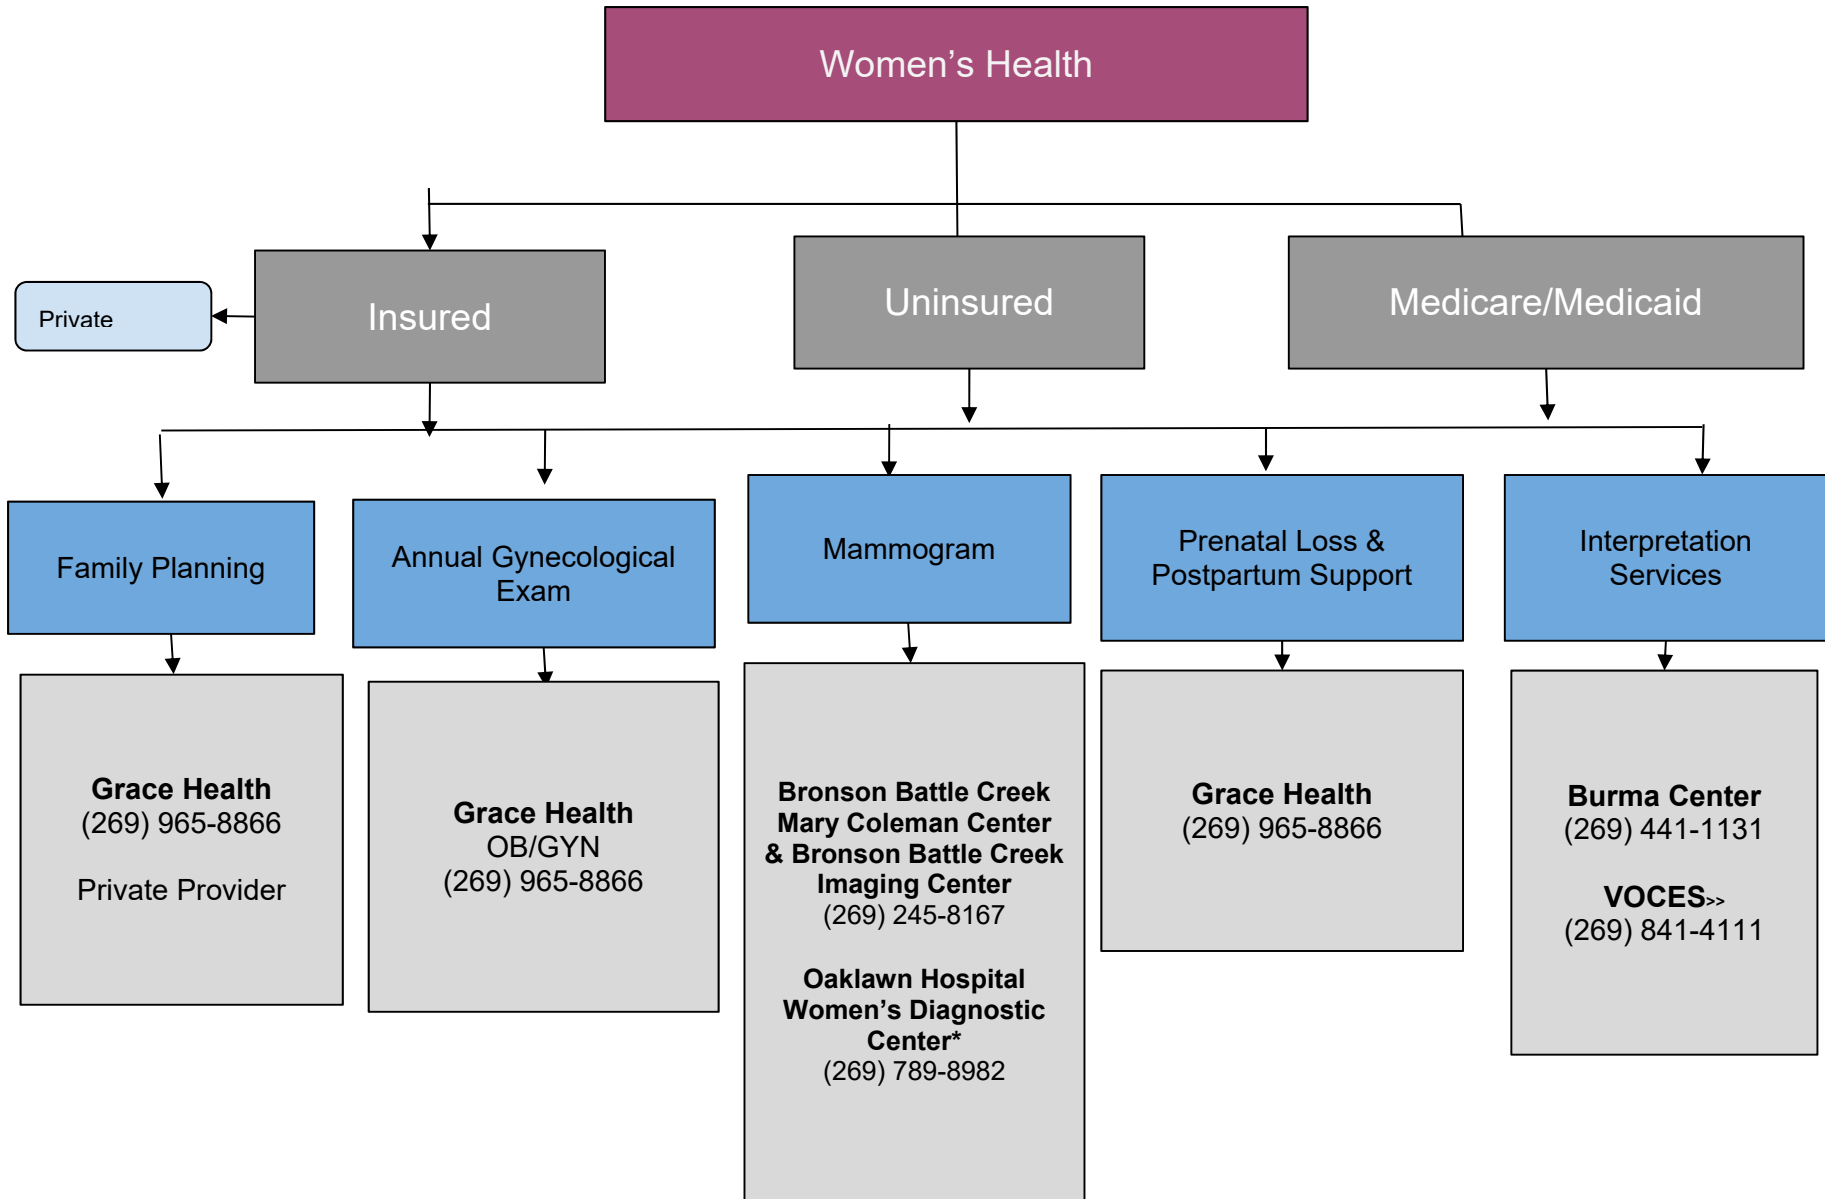 Women’s Health
Private
Insured
Uninsured
Medicare/Medicaid
Family Planning
Annual Gynecological
Exam
Mammogram
Prenatal Loss &
Postpartum Support
Interpretation
Services
Grace Health
(269) 965-8866
Private Provider
Grace Health
OB/GYN
(269) 965-8866
Bronson Battle Creek
Mary Coleman Center
& Bronson Battle Creek
Imaging Center
(269) 245-8167
Oaklawn Hospital
Women’s Diagnostic
Center*
(269) 789-8982
Grace Health
(269) 965-8866
Burma Center
(269) 441-1131
VOCES>>
(269) 841-4111